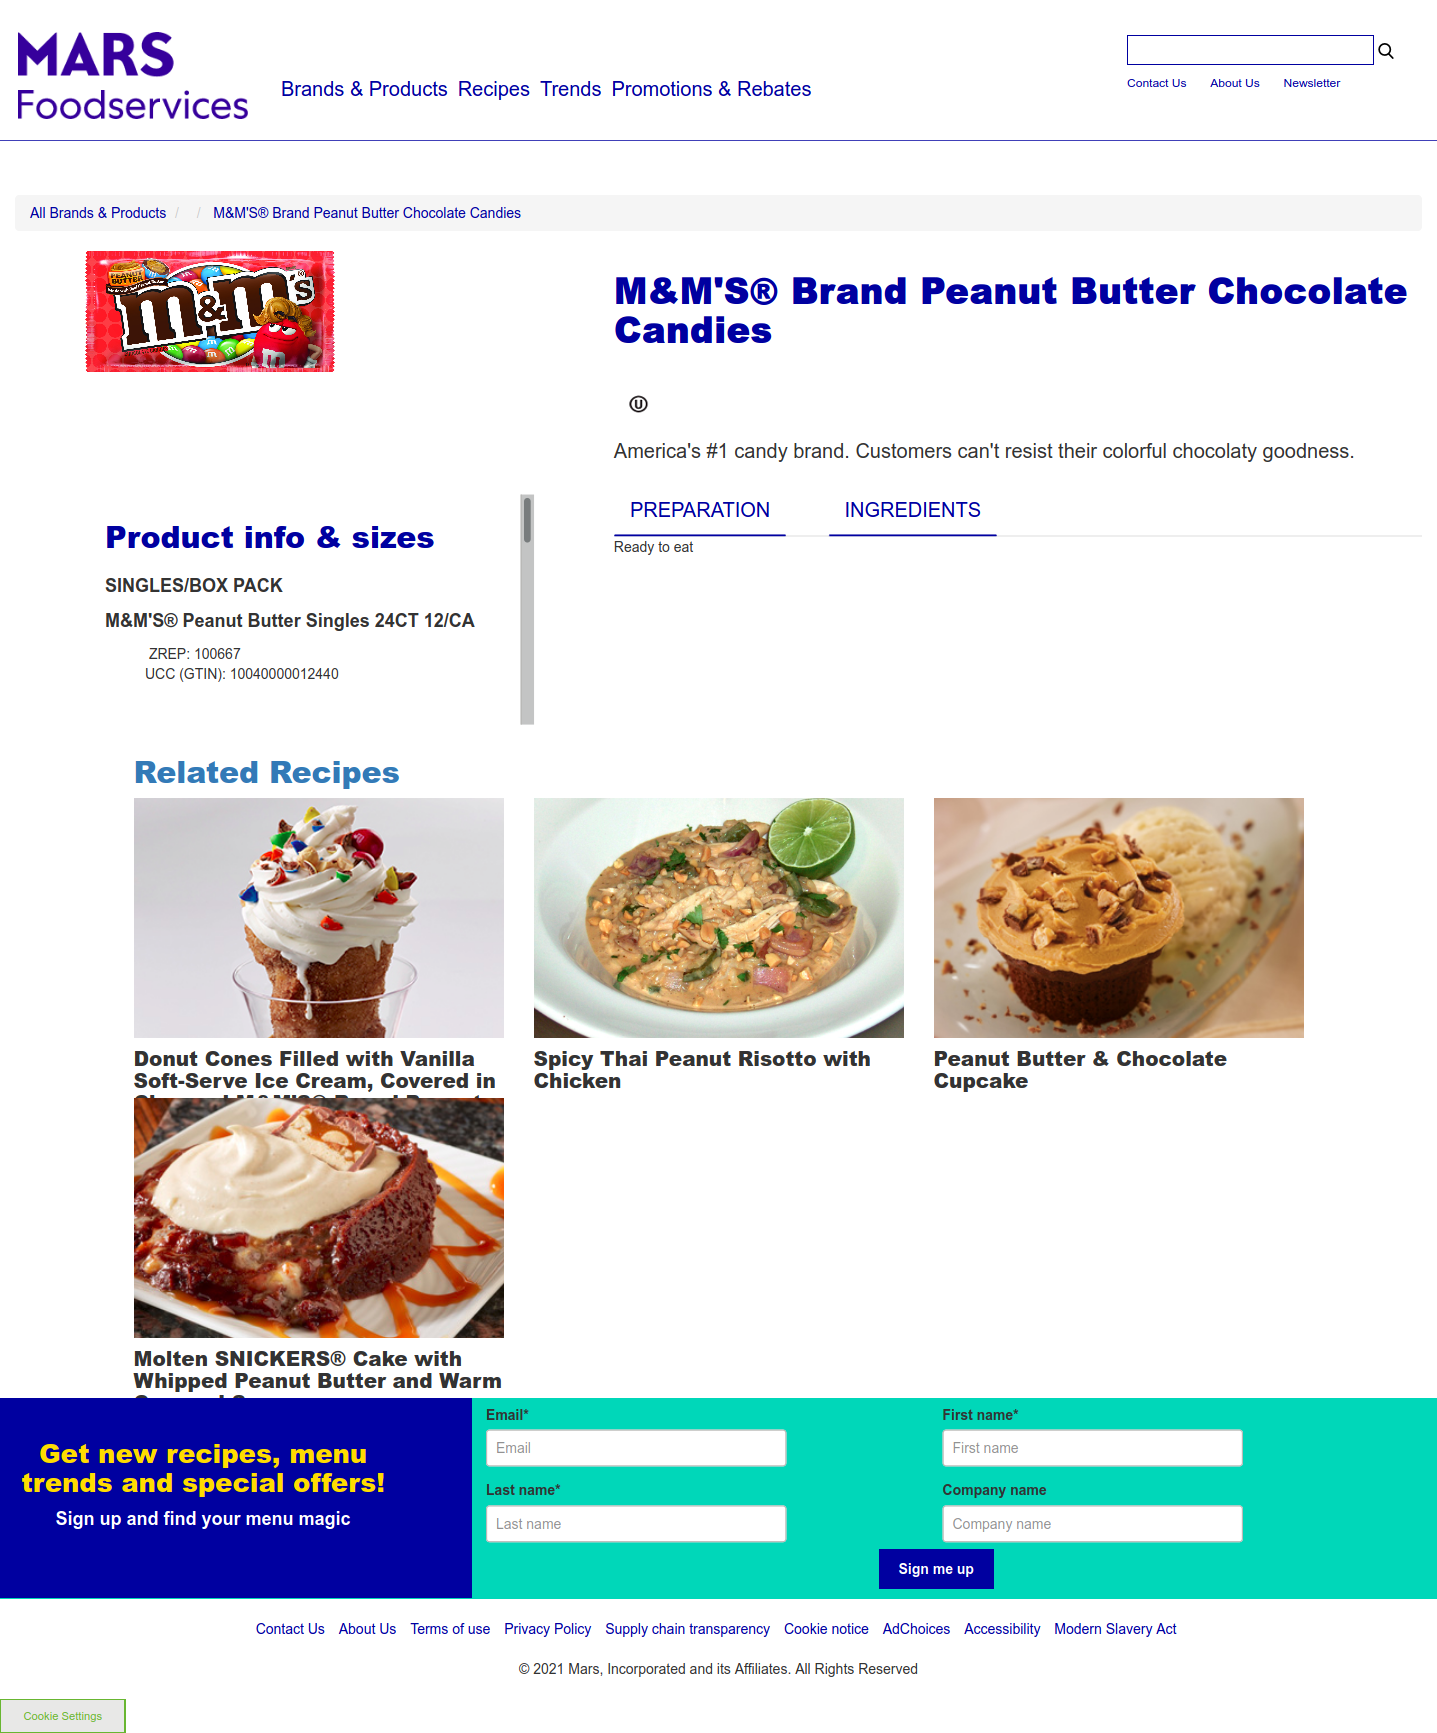 MARS
Foodservices
Brands & Products Recipes Trends Promotions & Rebates
Contact Us About Us Newsletter
All Brands & Products / / M&M'S® Brand Peanut Butter Chocolate Candies
PEANUT
BUTTER
m&m's
M&M'S® Brand Peanut Butter Chocolate
Candies
U
America's #1 candy brand. Customers can't resist their colorful chocolaty goodness.
PREPARATION INGREDIENTS
Ready to eat
Product info & sizes
SINGLES/BOX PACK
M&M'S® Peanut Butter Singles 24CT 12/CA
ZREP: 100667
UCC (GTIN): 10040000012440
Related Recipes
Donut Cones Filled with Vanilla
Soft-Serve Ice Cream, Covered in
Spicy Thai Peanut Risotto with
Chicken
Peanut Butter & Chocolate
Cupcake
Molten SNICKERS® Cake with
Whipped Peanut Butter and Warm
Get new recipes, menu
trends and special offers!
Sign up and find your menu magic
Email* First name*
Email First name
Last name* Company name
Last name Company name
Sign me up
Contact Us About Us Terms of use Privacy Policy Supply chain transparency Cookie notice AdChoices Accessibility Modern Slavery Act
© 2021 Mars, Incorporated and its Affiliates. All Rights Reserved
Cookie Settings